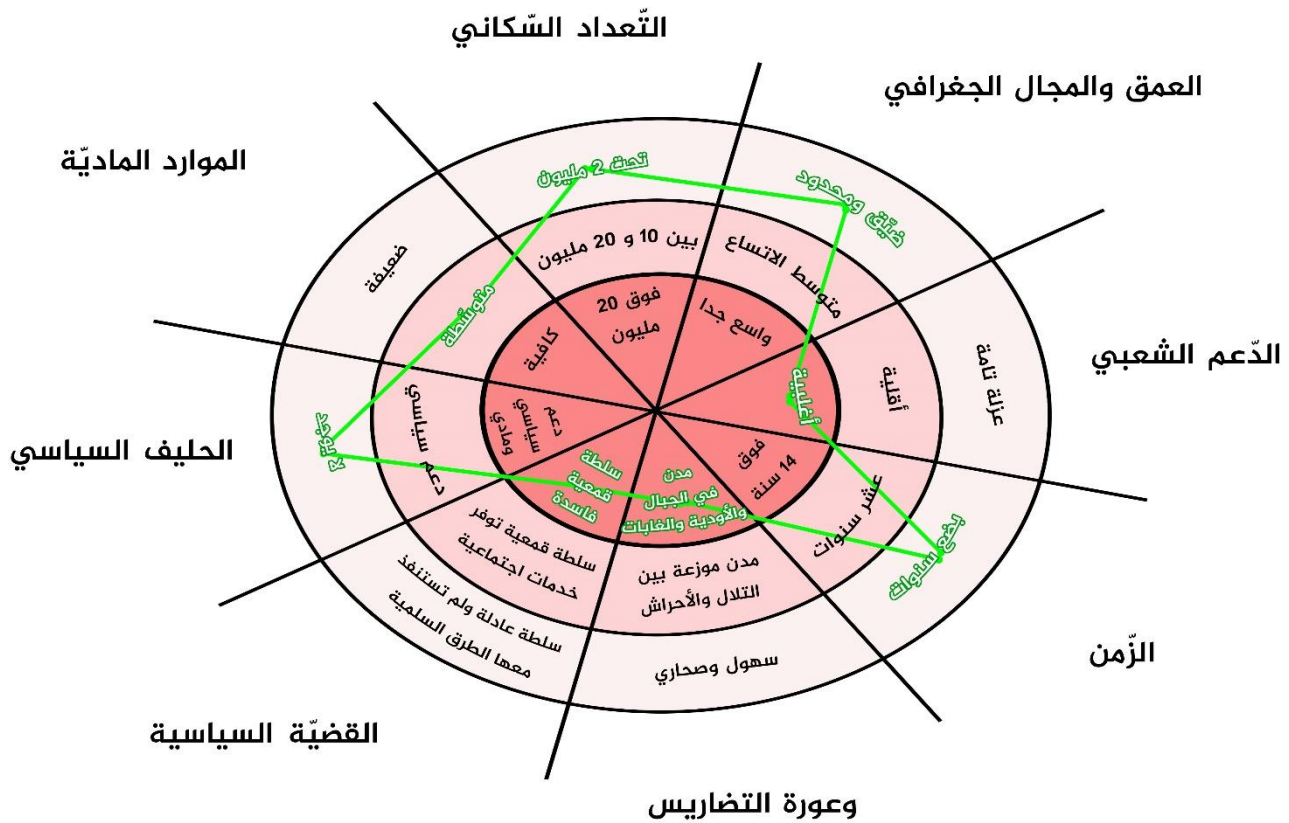 التّعداد السّكاني
العمق والمجال الجغرافي
الموارد الماديّة
تحت 2 مليون
ضيّق ومحدود
ضعيفة
بين 10 و 20 مليون
متوسط الاتساع
متوسّطة
فوق 20
مليون
واسع جدا
كافية
الدّعم الشعبي
عزلة تامة
أقلية
أغلبية
الحليف السياسي
لا يوجد
دعم سياسي
دعم
سياسي
ومادي
سلطة
قمعية
فاسدة
مدن
في الجبال
والأودية والغابات
فوق
14 سنة
عشر سنوات
بضع سنوات
سلطة قمعية توفر
خدمات اجتماعية
مدن موزعة بين
التلال والأحراش
سلطة عادلة ولم تستنفذ
معها الطرق السلمية
سهول وصحاري
الزّمن
القضيّة السياسية
وعورة التضاريس